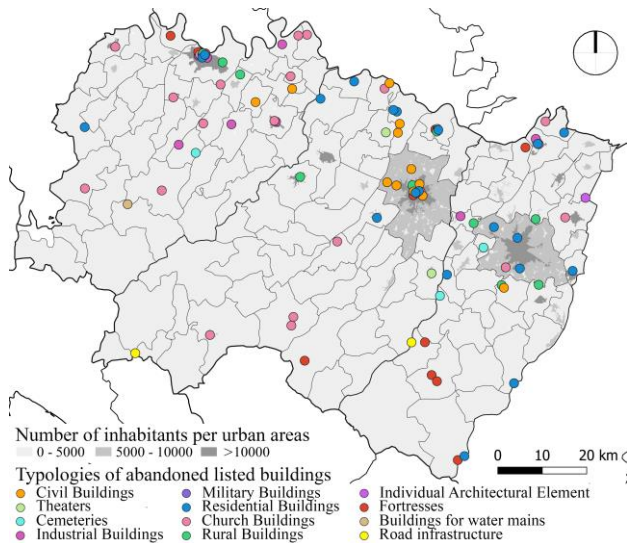 Number of inhabitants per urban areas
0 - 5000 5000 - 10000 >10000
Typologies of abandoned listed buildings
0 10 20 km
Civil Buildings Military Buildings Individual Architectural Element
Theaters Residential Buildings Fortresses
Cemeteries Church Buildings Buildings for water mains
Industrial Buildings Rural Buildings Road infrastructure